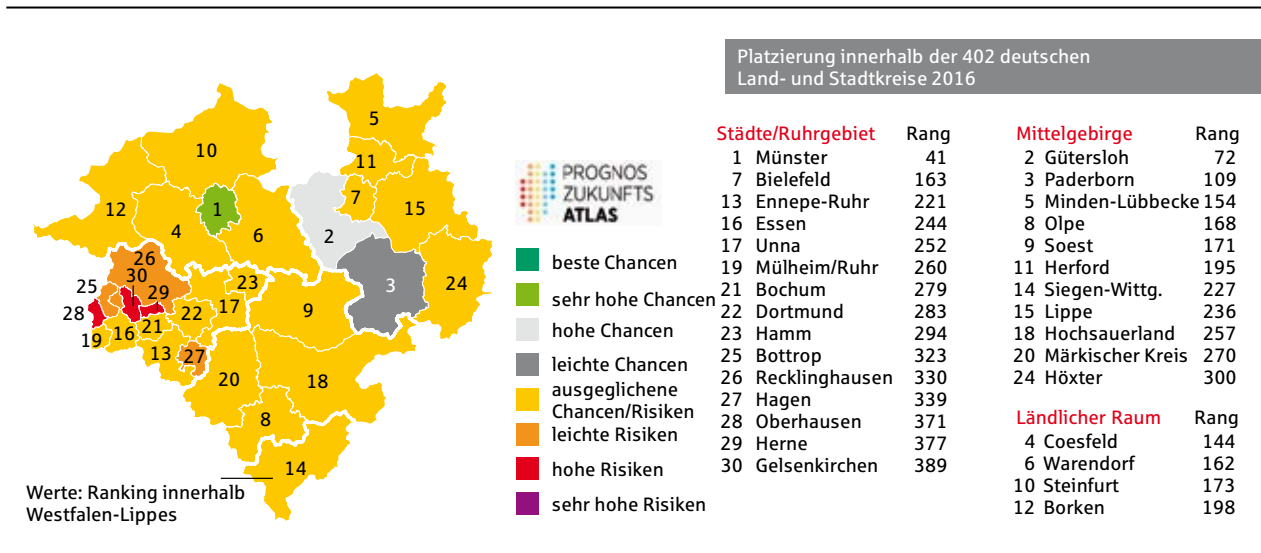 Platzierung innerhalb der 402 deutschen
Land- und Stadtkreise 2016
5
10
11
7
12
1
15
4
6
2
26
30
25
29
23
3
24
28
17
9
22
19
16
21
13
27
20
18
8
14
Werte: Ranking innerhalb
Westfalen-Lippes
PROGNOS
ZUKUNFTS
ATLAS
beste Chancen
sehr hohe Chancen
hohe Chancen
leichte Chancen
ausgeglichene
Chancen/Risiken
leichte Risiken
hohe Risiken
sehr hohe Risiken
Städte/Ruhrgebiet Rang
1 Münster 41
7 Bielefeld 163
13 Ennepe-Ruhr 221
16 Essen 244
17 Unna 252
19 Mülheim/Ruhr 260
21 Bochum 279
22 Dortmund 283
23 Hamm 294
25 Bottrop 323
26 Recklinghausen 330
27 Hagen 339
28 Oberhausen 371
29 Herne 377
30 Gelsenkirchen 389
Mittelgebirge Rang
2 Gütersloh 72
3 Paderborn 109
5 Minden-Lübbecke 154
8 Olpe 168
9 Soest 171
11 Herford 195
14 Siegen-Wittg. 227
15 Lippe 236
18 Hochsauerland 257
20 Märkischer Kreis 270
24 Höxter 300
Ländlicher Raum Rang
4 Coesfeld 144
6 Warendorf 162
10 Steinfurt 173
12 Borken 198